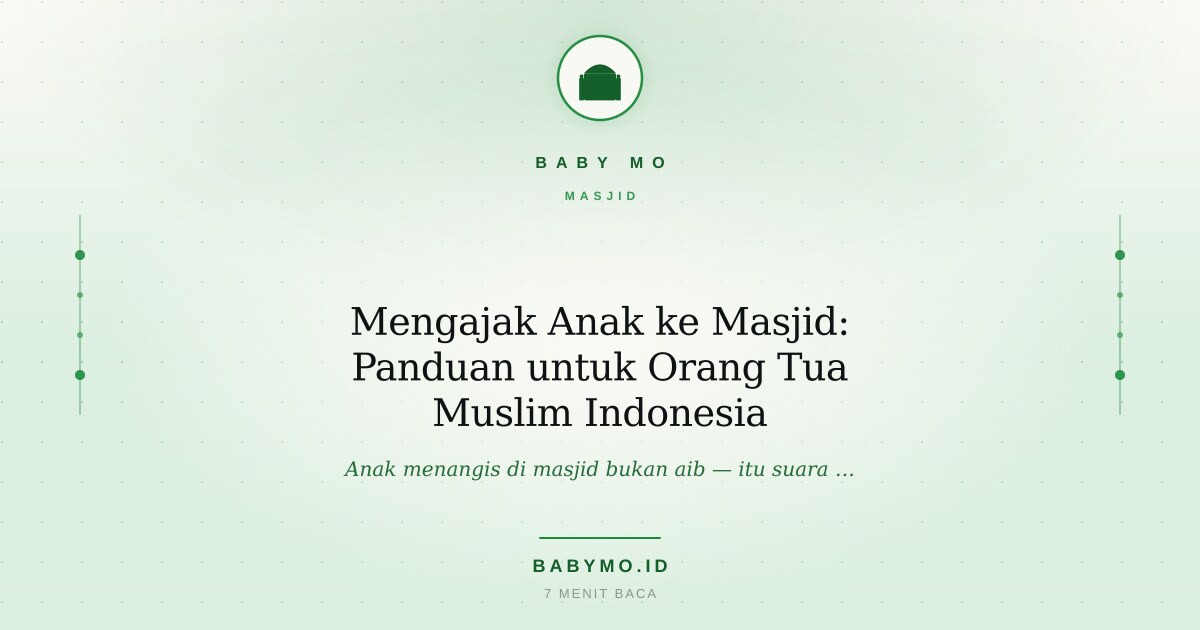 BABY MO
MASJID
Mengajak Anak ke Masjid:
Panduan untuk Orang Tua
Muslim Indonesia
Anak menangis di masjid bukan aib — itu suara ...
BABYMO.ID
7 MENIT BACA